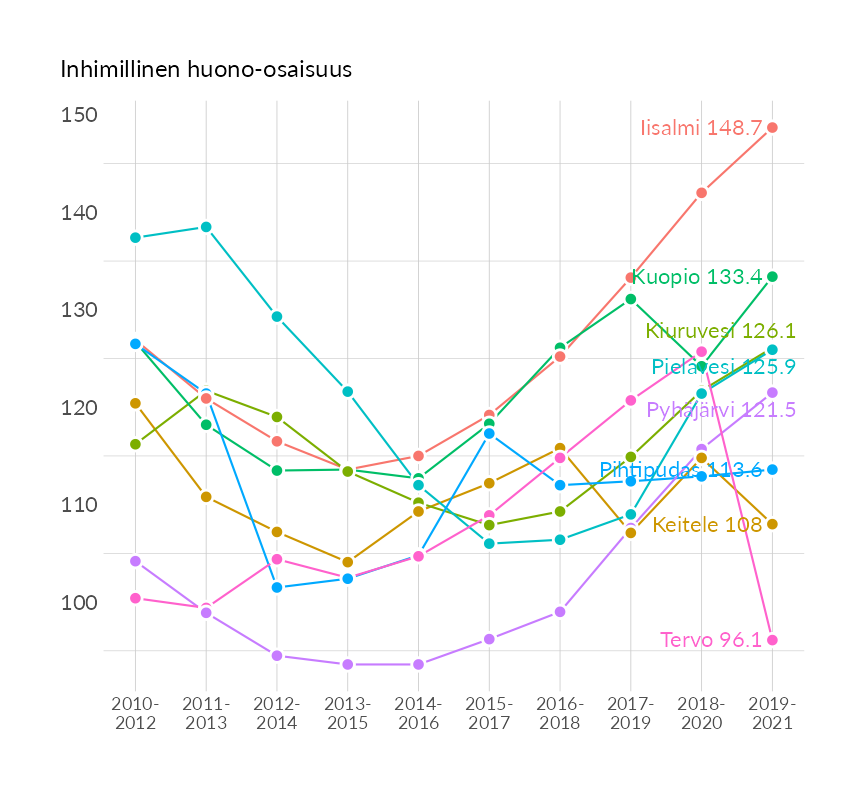 Inhimillinen huono-osaisuus
150
140
130
120
110
100
Iisalmi 148.7
Kuopio 133.4
Kiuruvesi 126.1
Pielavesi 125.9
Pyhäjärvi 121.5
Pihtipudas 113.6
Keitele 108
Tervo 96.1
2010-
2012
2011-
2013
2012-
2014
2013-
2015
2014-
2016
2015-
2017
2016-
2018
2017-
2019
2018-
2020
2019-
2021